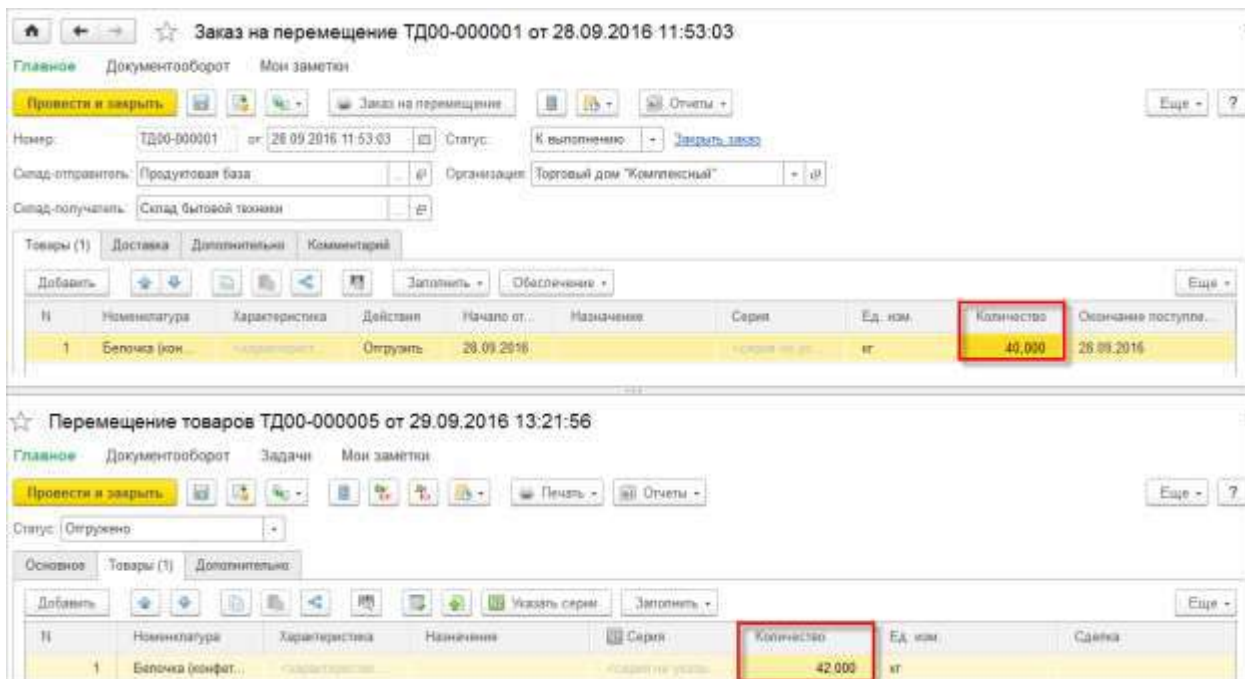 Заказ на перемещение ТД00-000001 от 28.09.2016 11:53:03
Главное Документооборот Мои заметки
Провести и закрыть Заказ на перемещение Отчеты Еще ?
Номер: ТД00-000001 от: 28.09.2016 11:53:03 Статус: К выполнению Закрыть заказ
Склад-отправитель: Продуктовая база Организация: Торговый дом "Комплексный"
Склад-получатель: Склад бытовой техники
Товары (1) Доставка Дополнительно Комментарий
Добавить Заполнить Обеспечение Еще
N Номенклатура Характеристика Действия Начало от... Назначение Серия Ед. изм. Количество Окончание поступле...
1 Белочка (кон... Отгрузить 28.09.2016 кг 40,000 28.09.2016
Перемещение товаров ТД00-000005 от 29.09.2016 13:21:56
Главное Документооборот Задачи Мои заметки
Провести и закрыть Печать Отчеты Еще ?
Статус: Отгружено
Основное Товары (1) Дополнительно
Добавить Указать серии Заполнить Еще
N Номенклатура Характеристика Назначение Серия Количество Ед. изм. Сделка
1 Белочка (конфет... 42,000 кг